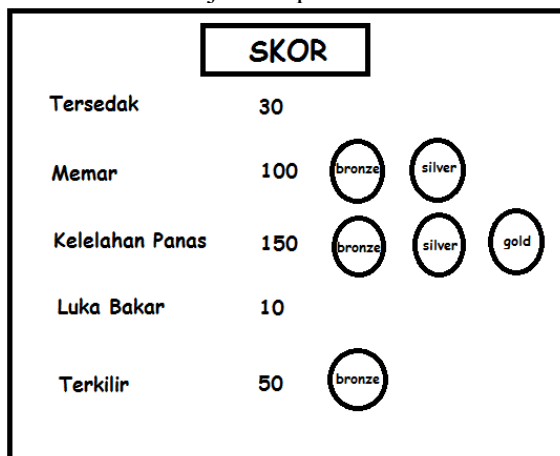 SKOR
Tersedak 30
Memar 100 bronze silver
Kelelahan Panas 150 bronze silver gold
Luka Bakar 10
Terkilir 50 bronze